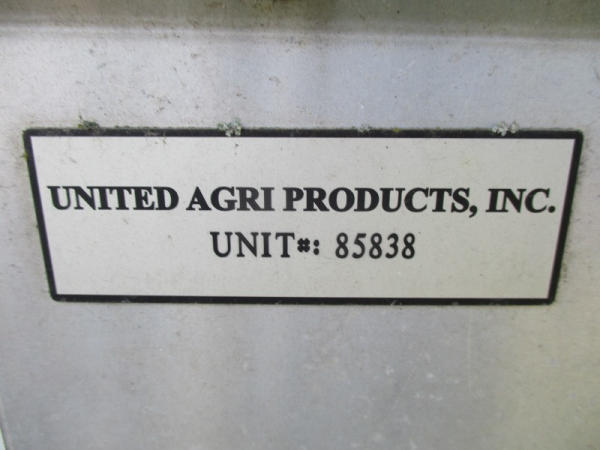 UNITED AGRI PRODUCTS, INC.
UNIT#: 85838